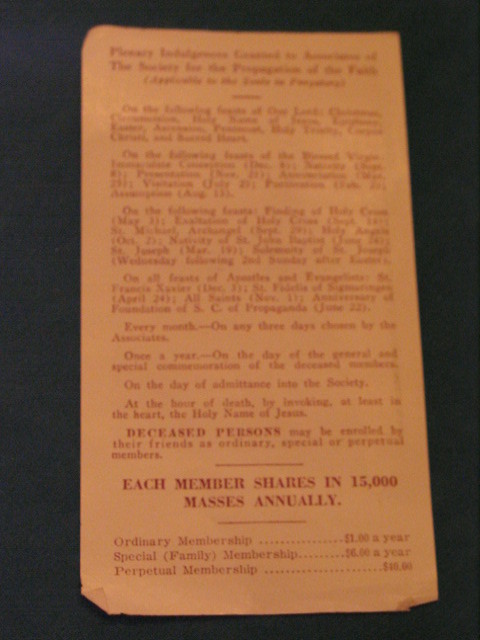 Plenary Indulgences Granted to Associates of
The Society for the Propagation of the Faith
(Applicable to the Souls in Purgatory)
On the following feasts of Our Lord: Christmas,
Circumcision, Holy Name of Jesus, Epiphany,
Easter, Ascension, Pentecost, Holy Trinity, Corpus
Christi, and Sacred Heart.
On the following feasts of the Blessed Virgin:
Immaculate Conception (Dec. 8); Nativity (Sept.
8); Presentation (Nov. 21); Annunciation (Mar.
25); Visitation (July 2); Purification (Feb. 2);
Assumption (Aug. 15).
On the following feasts: Finding of Holy Cross
(May 3); Exaltation of Holy Cross (Sept. 14);
St. Michael, Archangel (Sept. 29); Holy Angels
(Oct. 2); Nativity of St. John Baptist (June 24);
St. Joseph (Mar. 19); Solemnity of St. Joseph
(Wednesday following 2nd Sunday after Easter).
On all feasts of Apostles and Evangelists: St.
Francis Xavier (Dec. 3); St. Fidelis of Sigmaringen
(April 24); All Saints (Nov. 1); Anniversary of
Foundation of S. C. of Propaganda (June 22).
Every month.—On any three days chosen by the
Associates.
Once a year.—On the day of the general and
special commemoration of the deceased members.
On the day of admittance into the Society.
At the hour of death, by invoking, at least in
the heart, the Holy Name of Jesus.
DECEASED PERSONS may be enrolled by
their friends as ordinary, special or perpetual
members.
EACH MEMBER SHARES IN 15,000
MASSES ANNUALLY.
Ordinary Membership ..............$1.00 a year
Special (Family) Membership........$6.00 a year
Perpetual Membership ....................$40.00